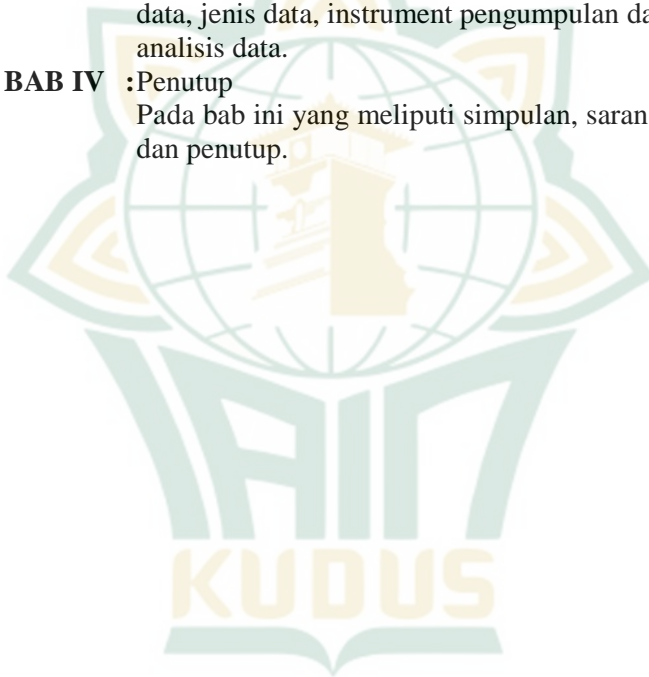 data, jenis data, instrument pengumpulan da
analisis data.
BAB IV :Penutup
Pada bab ini yang meliputi simpulan, saran
dan penutup.
IAIN
KUDUS